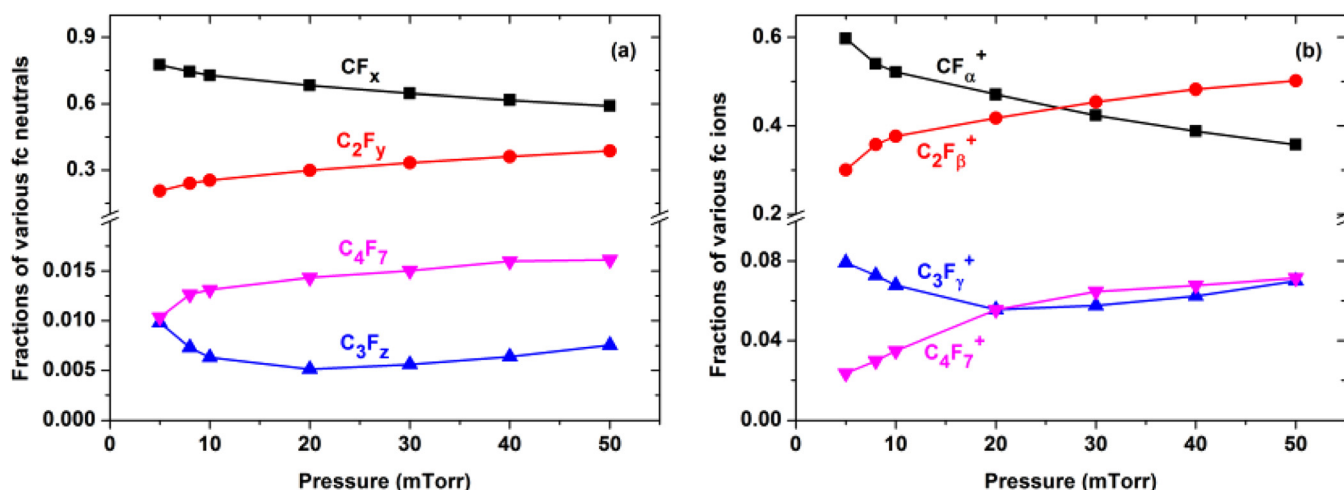 Fractions of various fc neutrals
0.9
0.6
0.3
0.015
0.010
0.005
0.000
(a)
CFₓ
C₂Fy
C₄F₇
C₃Fz
0 10 20 30 40 50
Pressure (mTorr)
Fractions of various fc ions
0.6
0.4
0.2
0.08
0.04
0.00
(b)
CFα⁺
C₂Fβ⁺
C₃Fγ⁺
C₄F₇⁺
0 10 20 30 40 50
Pressure (mTorr)